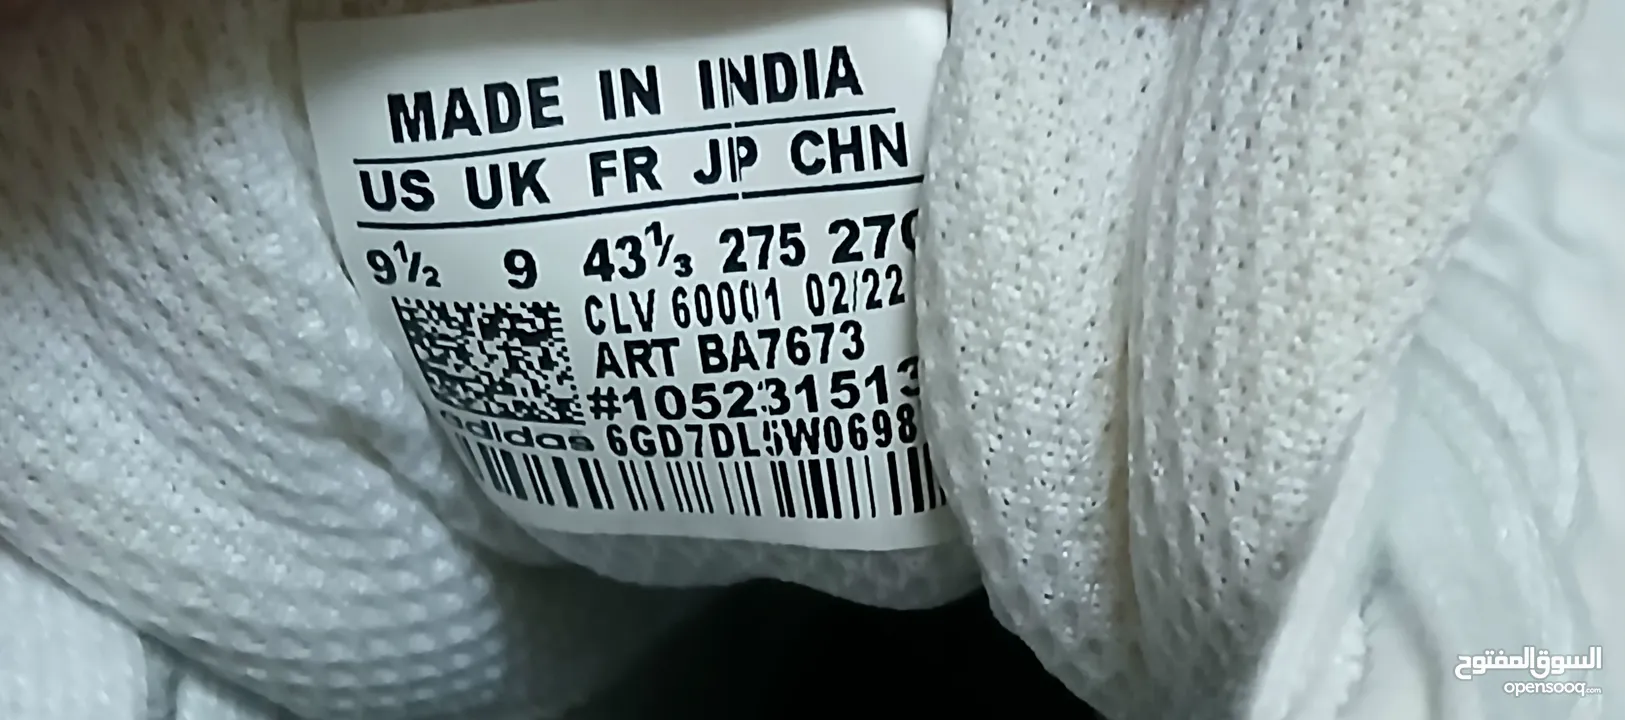 MADE IN INDIA
US UK FR JP CHN
9½ 9 43⅓ 275 270
CLV 60001 02/22
ART BA7673
#105231513
adidas 6GD7DL5W0698
السوق المفتوح
opensooq.com